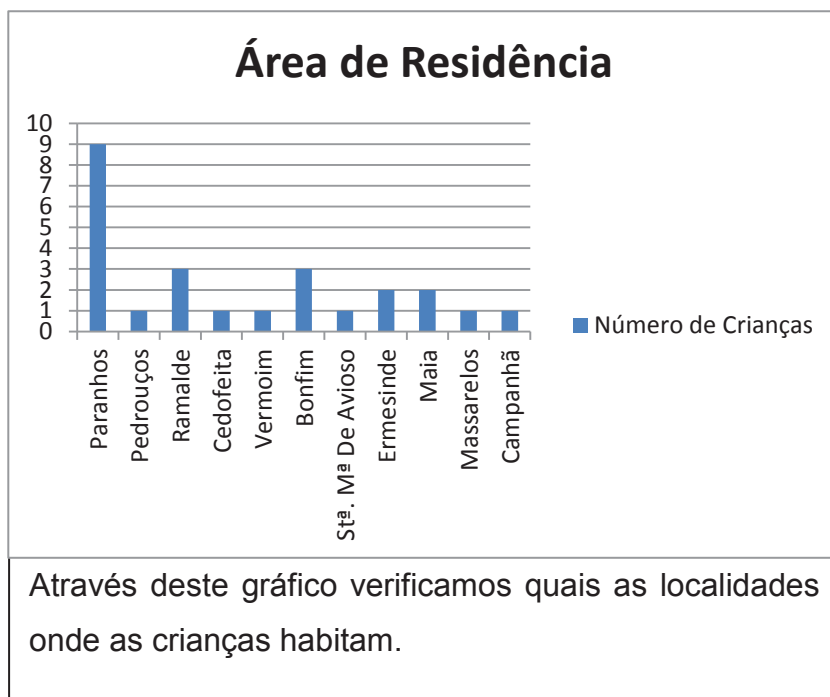 Área de Residência
10
9
8
7
6
5
4
3
2
1
0
Paranhos
Pedrouços
Ramalde
Cedofeita
Vermoim
Bonfim
Stª. Mª De Avioso
Ermesinde
Maia
Massarelos
Campanhã
Número de Crianças
Através deste gráfico verificamos quais as localidades
onde as crianças habitam.